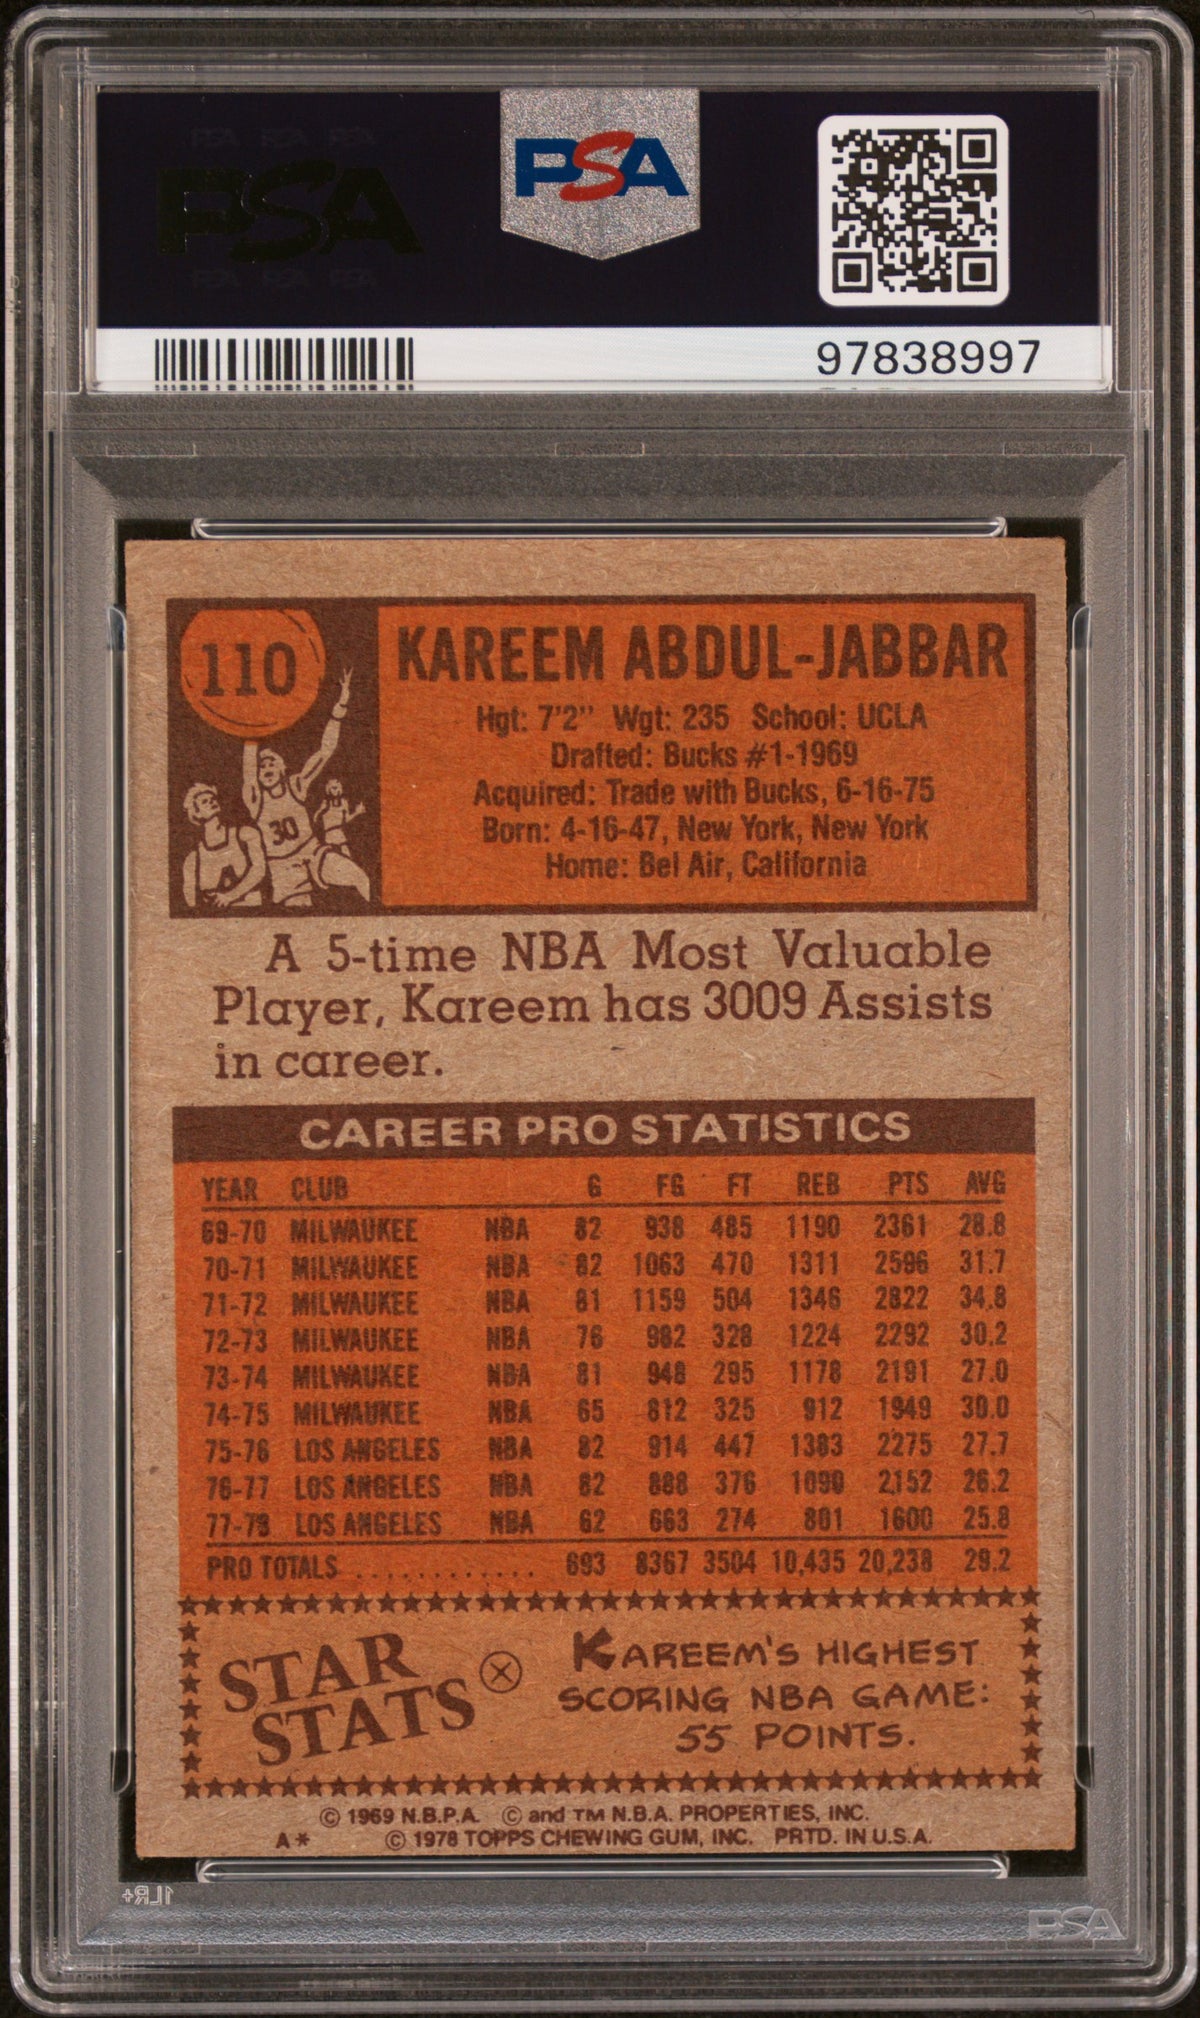 PSA PSA PSA
PSA
PSA PSA PSA
PSA
97838997
110
KAREEM ABDUL-JABBAR
Hgt: 7'2" Wgt: 235 School: UCLA
Drafted: Bucks #1-1969
Acquired: Trade with Bucks, 6-16-75
Born: 4-16-47, New York, New York
Home: Bel Air, California
30
A 5-time NBA Most Valuable
Player, Kareem has 3009 Assists
in career.
CAREER PRO STATISTICS
YEAR CLUB G FG FT REB PTS AVG
69-70 MILWAUKEE NBA 82 938 485 1190 2361 28.8
70-71 MILWAUKEE NBA 82 1063 470 1311 2596 31.7
71-72 MILWAUKEE NBA 81 1159 504 1346 2822 34.8
72-73 MILWAUKEE NBA 76 982 328 1224 2292 30.2
73-74 MILWAUKEE NBA 81 948 295 1178 2191 27.0
74-75 MILWAUKEE NBA 65 812 325 912 1949 30.0
75-76 LOS ANGELES NBA 82 914 447 1383 2275 27.7
76-77 LOS ANGELES NBA 82 888 376 1090 2152 26.2
77-78 LOS ANGELES NBA 62 663 274 801 1600 25.8
PRO TOTALS ............. 693 8367 3504 10,435 20,238 29.2
STAR STATS
KAREEM'S HIGHEST
SCORING NBA GAME:
55 POINTS.
© 1969 N.B.P.A. © and TM N.B.A. PROPERTIES, INC.
A* © 1978 TOPPS CHEWING GUM, INC. PRTD. IN U.S.A.
1LR+
PSA